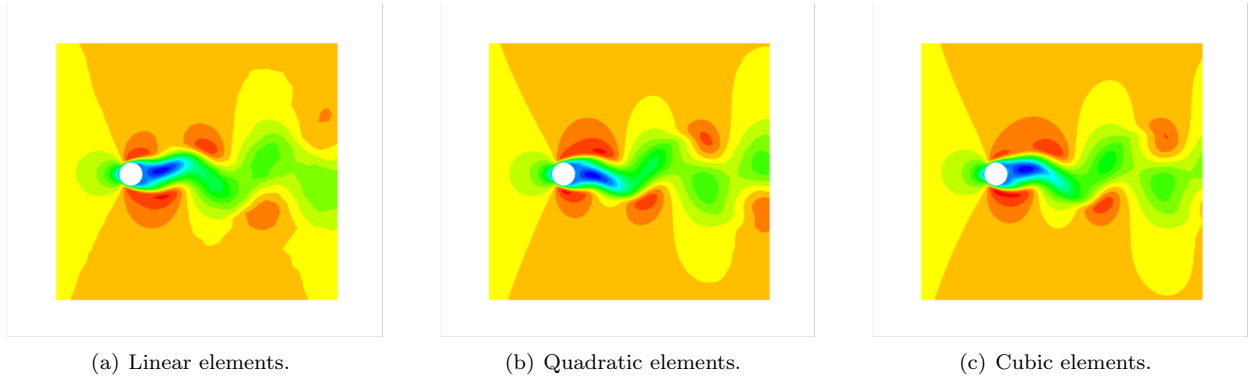 (a) Linear elements.
(b) Quadratic elements.
(c) Cubic elements.